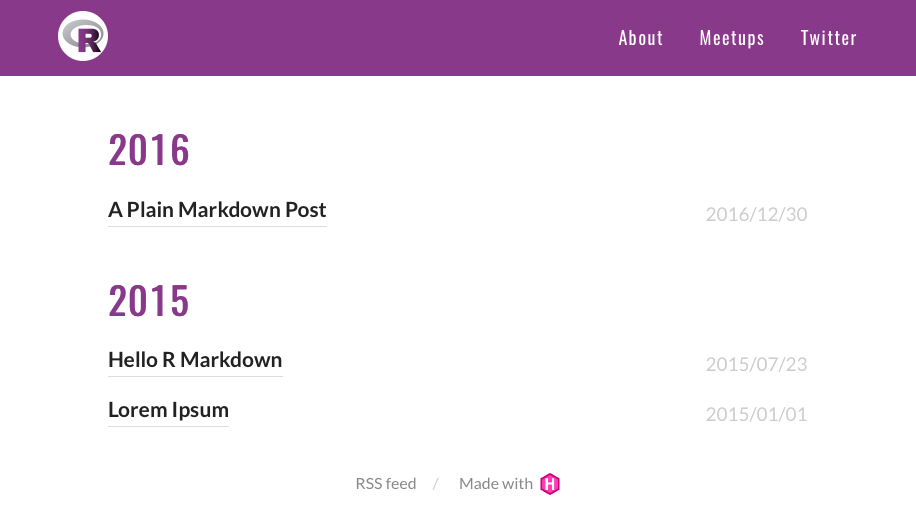 R
About Meetups Twitter
2016
A Plain Markdown Post 2016/12/30
2015
Hello R Markdown 2015/07/23
Lorem Ipsum 2015/01/01
RSS feed / Made with H